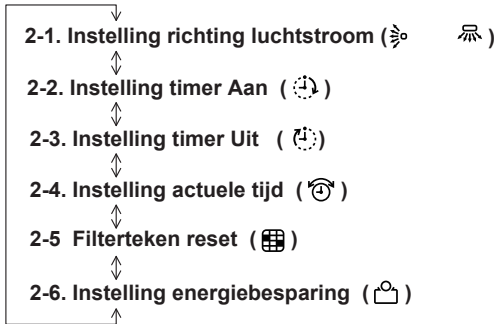 2-1. Instelling richting luchtstroom ( )
2-2. Instelling timer Aan ( )
2-3. Instelling timer Uit ( )
2-4. Instelling actuele tijd ( )
2-5 Filterteken reset ( )
2-6. Instelling energiebesparing ( )